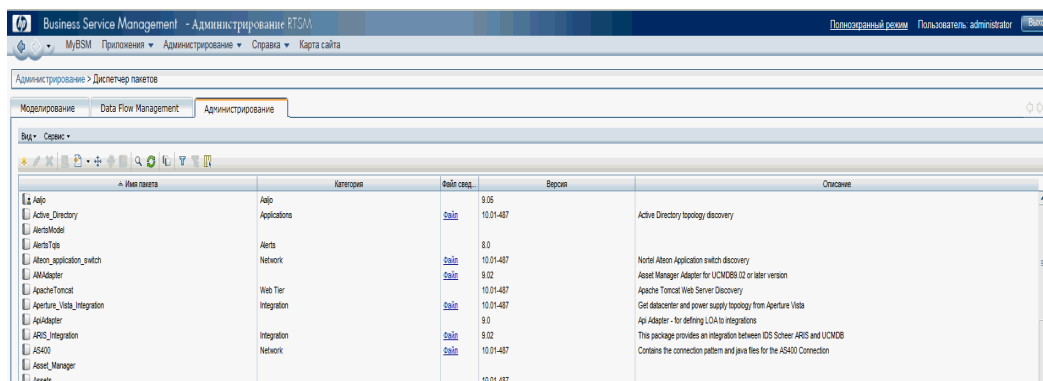 hp Business Service Management - Администрирование RTSM Полноэкранный режим Пользователь: administrator
MyBSM Приложения Администрирование Справка Карта сайта
Администрирование > Диспетчер пакетов
Моделирование Data Flow Management Администрирование
Вид Сервис
Имя пакета Категория Файл свед... Версия Описание
Aaljo Aaljo 9.05
Active_Directory Applications Файл 10.01-487 Active Directory topology discovery
AlertsModel
AlertsTqls Alerts 8.0
Alteon_application_switch Network Файл 10.01-487 Nortel Alteon Application switch discovery
AMAdapter Файл 9.02 Asset Manager Adapter for UCMDB9.02 or later version
ApacheTomcat Web Tier 10.01-487 Apache Tomcat Web Server Discovery
Aperture_Vista_Integration Integration Файл 10.01-487 Get datacenter and power supply topology from Aperture Vista
ApiAdapter 9.0 Api Adapter - for defining LOA to integrations
ARIS_Integration Integration Файл 9.02 This package provides an integration between IDS Scheer ARIS and UCMDB
AS400 Network Файл 10.01-487 Contains the connection pattern and java files for the AS400 Connection
Asset_Manager
Assets 10.01-487